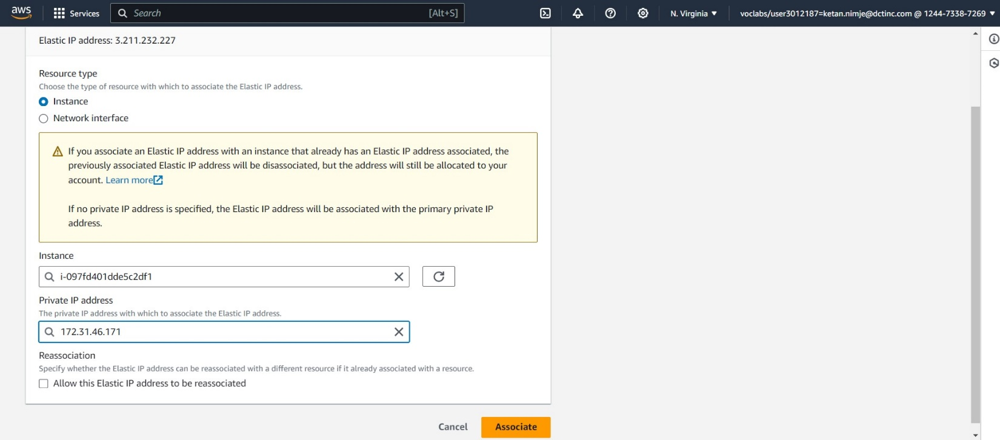 aws
Services
Search
[Alt+S]
N. Virginia
voclabs/user3012187=ketan.nimje@dctinc.com @ 1244-7338-7269
Elastic IP address: 3.211.232.227
Resource type
Choose the type of resource with which to associate the Elastic IP address.
Instance
Network interface
If you associate an Elastic IP address with an instance that already has an Elastic IP address associated, the
previously associated Elastic IP address will be disassociated, but the address will still be allocated to your
account. Learn more
If no private IP address is specified, the Elastic IP address will be associated with the primary private IP
address.
Instance
i-097fd401dde5c2df1
Private IP address
The private IP address with which to associate the Elastic IP address.
172.31.46.171
Reassociation
Specify whether the Elastic IP address can be reassociated with a different resource if it already associated with a resource.
Allow this Elastic IP address to be reassociated
Cancel
Associate